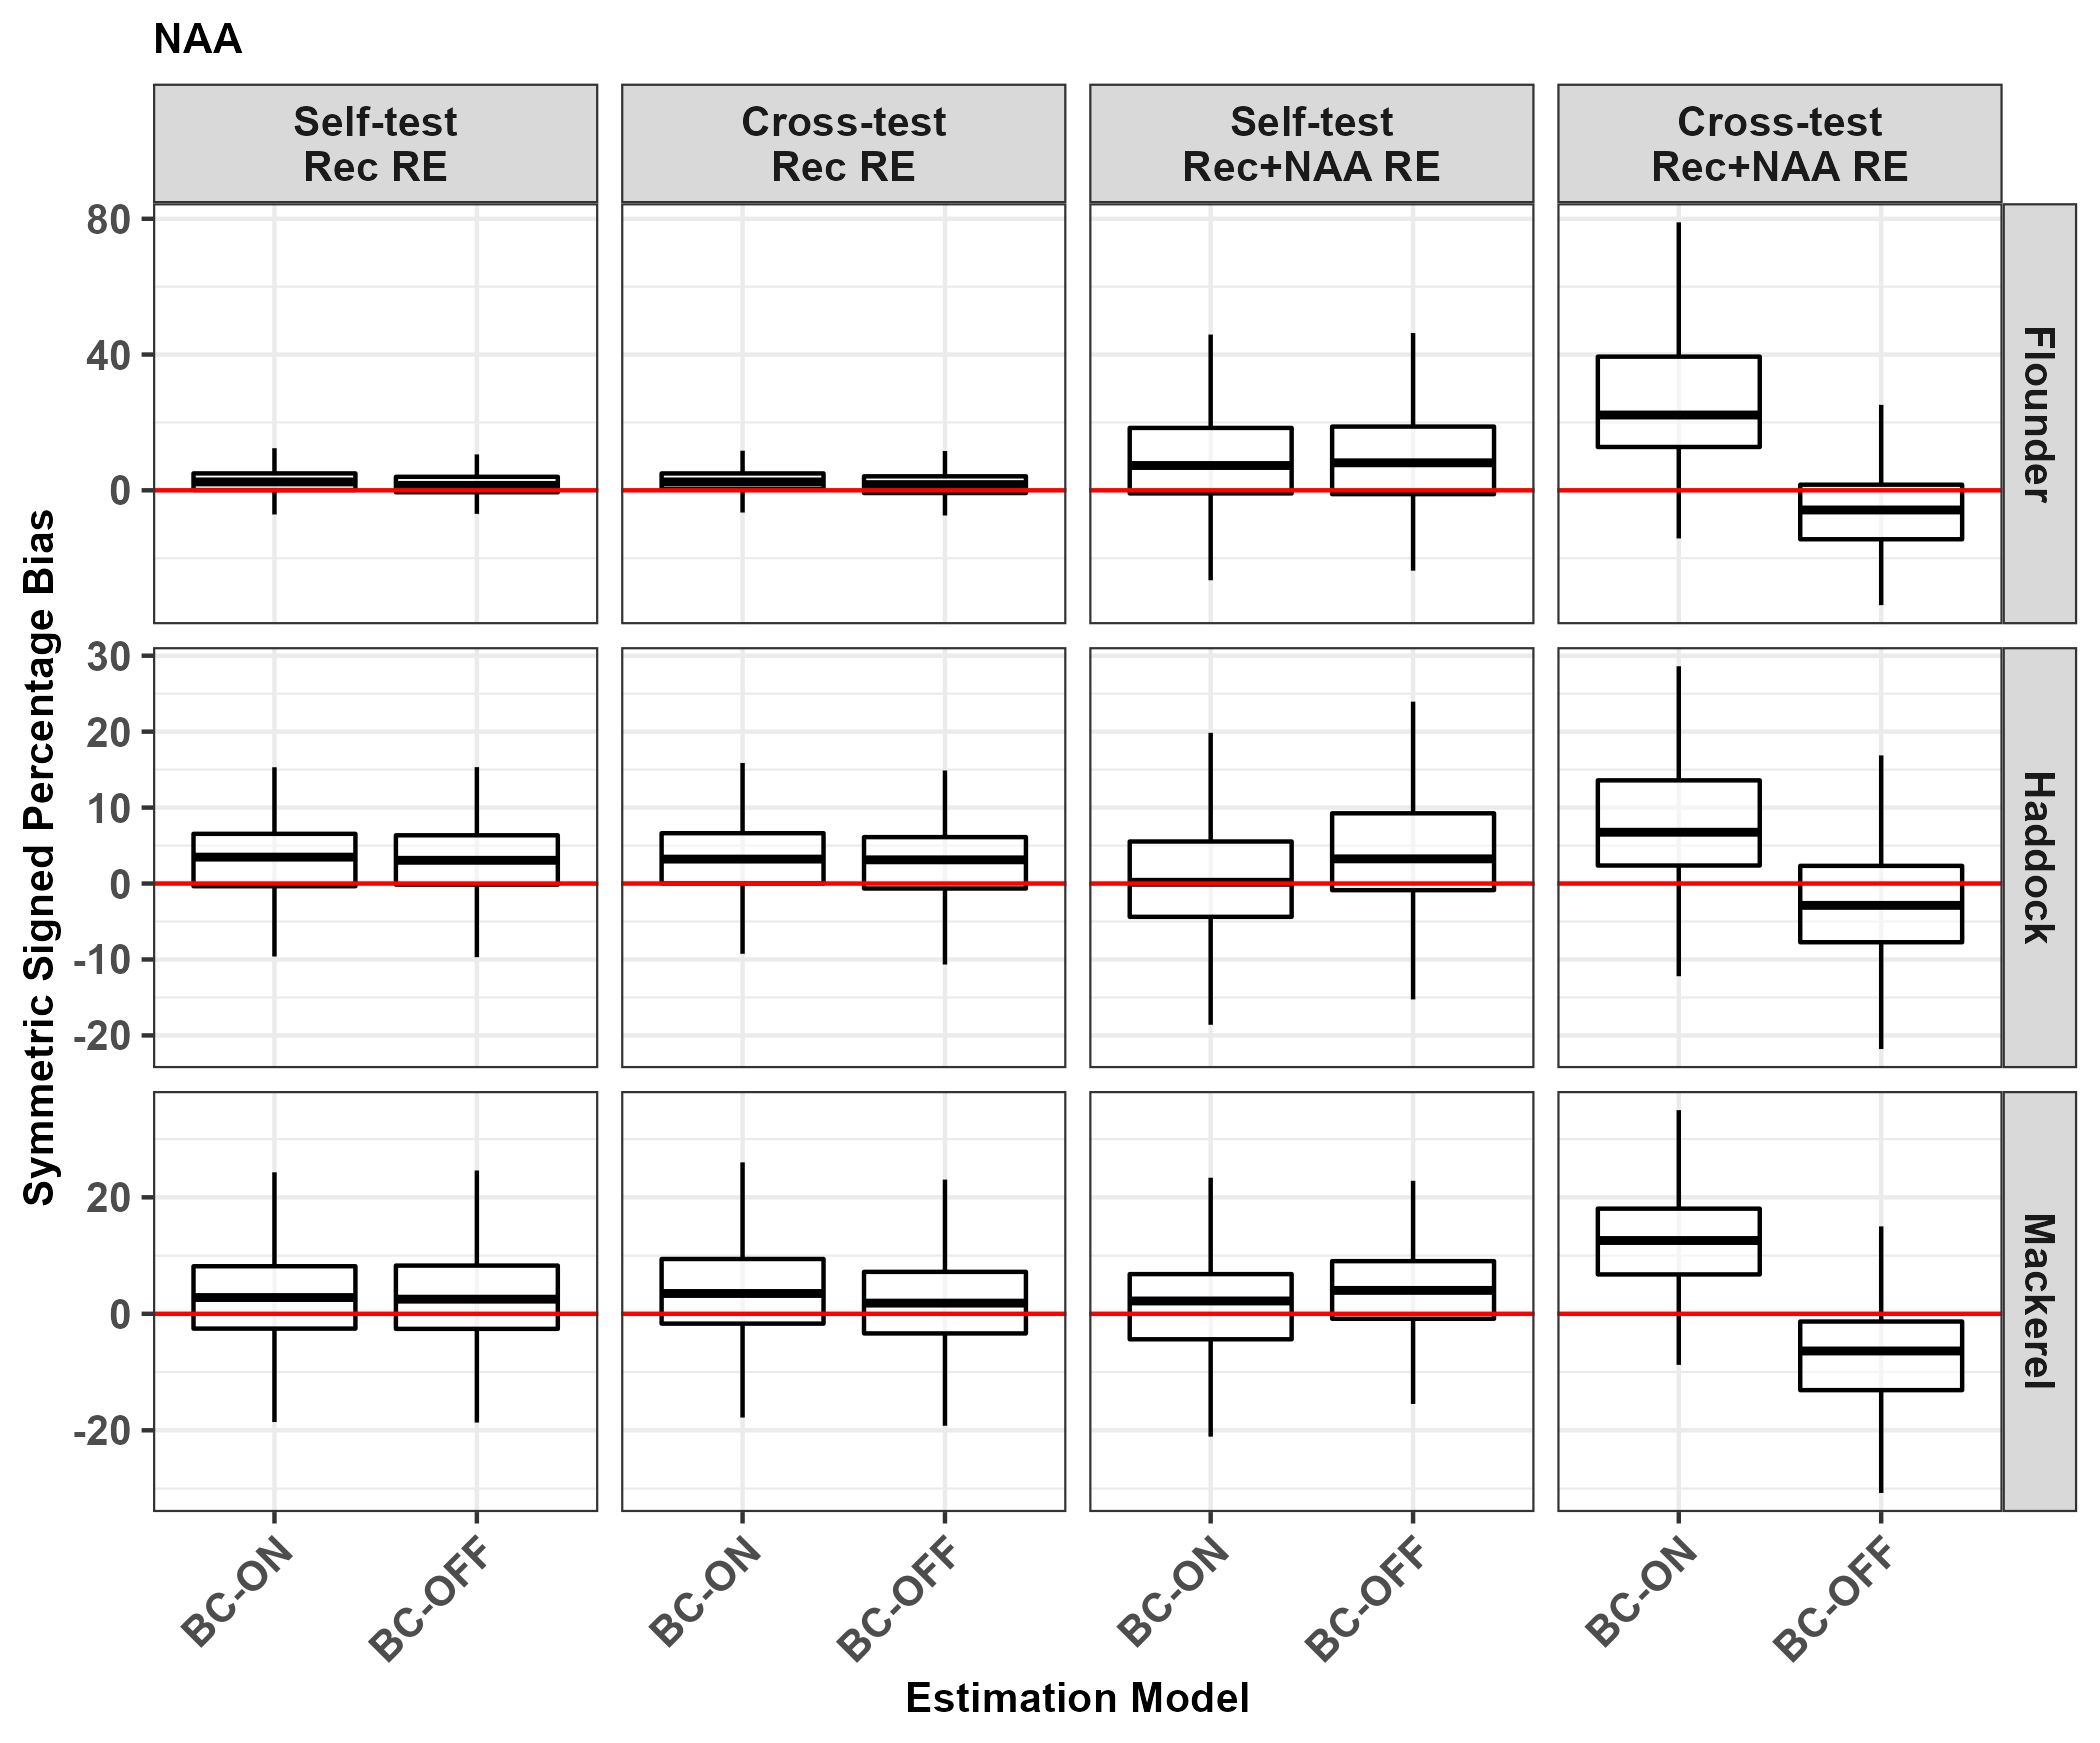 NAA
Self-test
Rec RE
Cross-test
Rec RE
Self-test
Rec+NAA RE
Cross-test
Rec+NAA RE
Symmetric Signed Percentage Bias
80
40
0
Flounder
30
20
10
0
-10
-20
Haddock
20
0
-20
Mackerel
BC-ON
BC-OFF
BC-ON
BC-OFF
BC-ON
BC-OFF
BC-ON
BC-OFF
Estimation Model